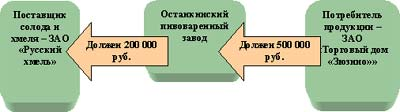 Поставщик
солода и
хмеля – ЗАО
«Русский
хмель»
Должен 200 000
руб.
Останкинский
пивоваренный
завод
Должен 500 000
руб.
Потребитель
продукции –
ЗАО
Торговый дом
«Зюзино»»